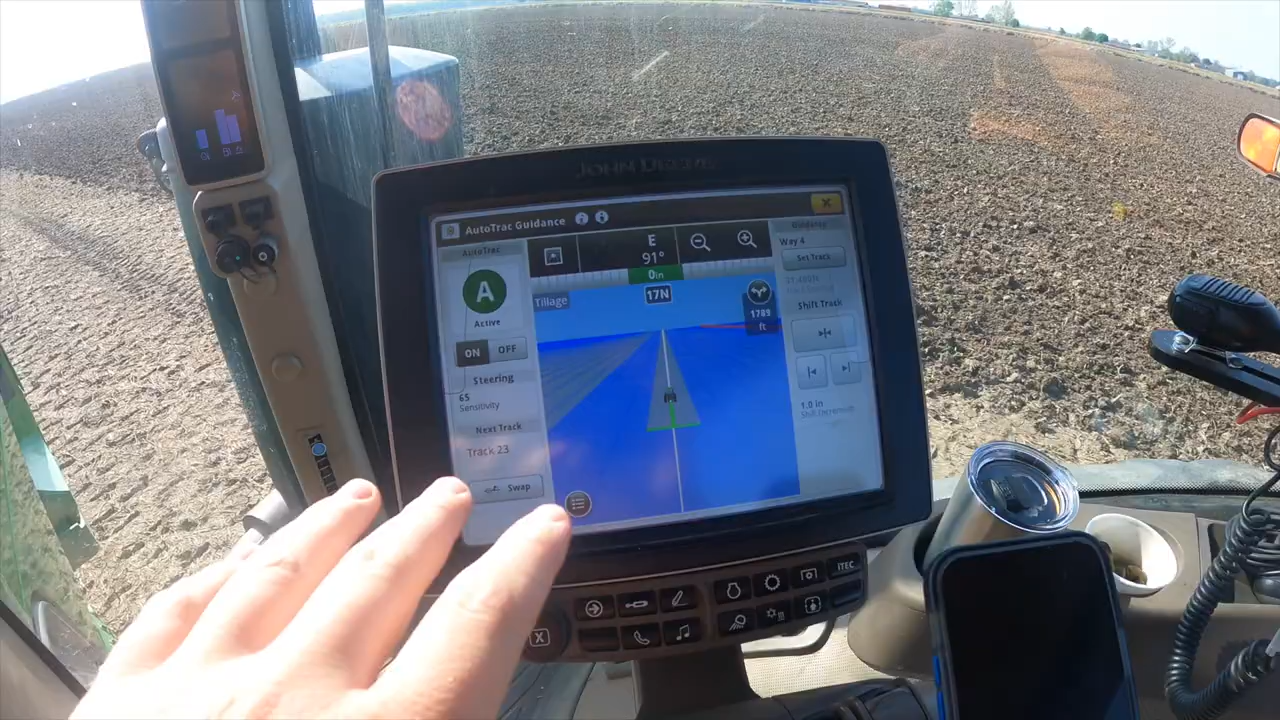 JOHN DEERE
AutoTrac Guidance
AutoTrac
A
Active
ON OFF
Steering
65
Sensitivity
Next Track
Track 23
Swap
E
91°
0in
17N
Tillage
1789
ft
Guidance
Way 4
Set Track
Shift Track
1.0 in
Shift Increment
ITEC
X